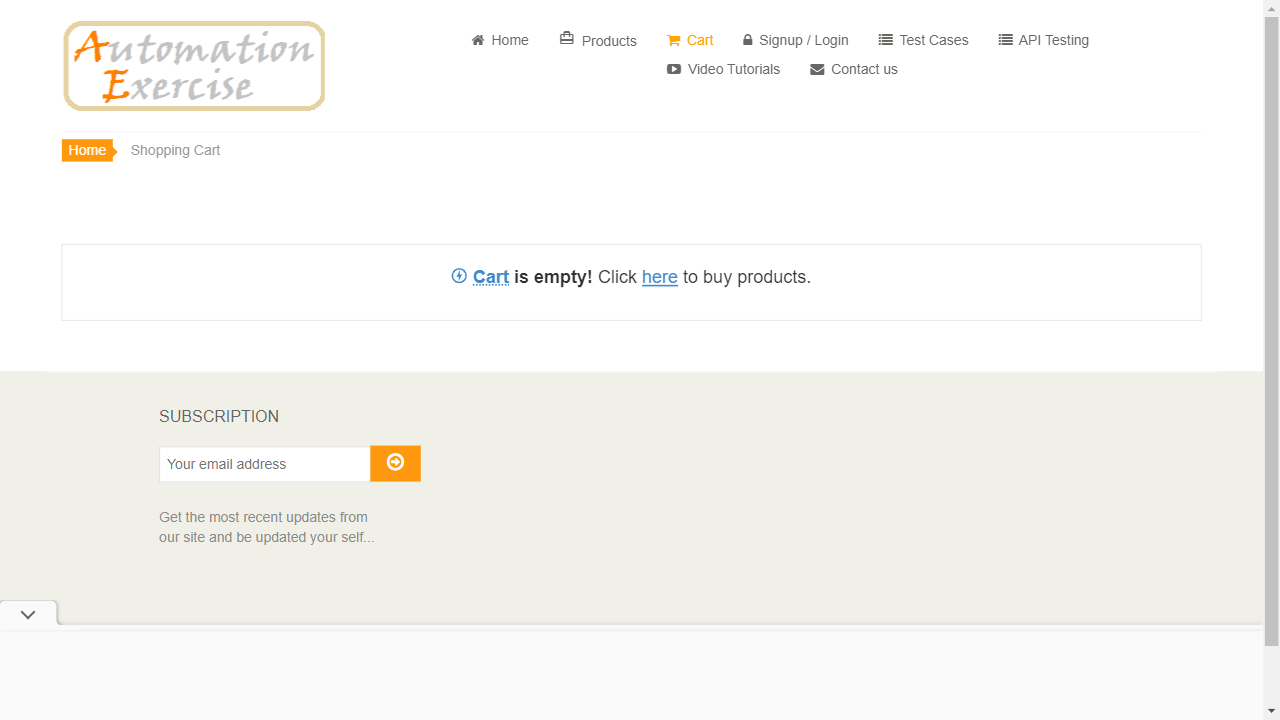 Automation
Exercise
Home Products Cart Signup / Login Test Cases API Testing
Video Tutorials Contact us
Home Shopping Cart
Cart is empty! Click here to buy products.
SUBSCRIPTION
Your email address
Get the most recent updates from
our site and be updated your self...